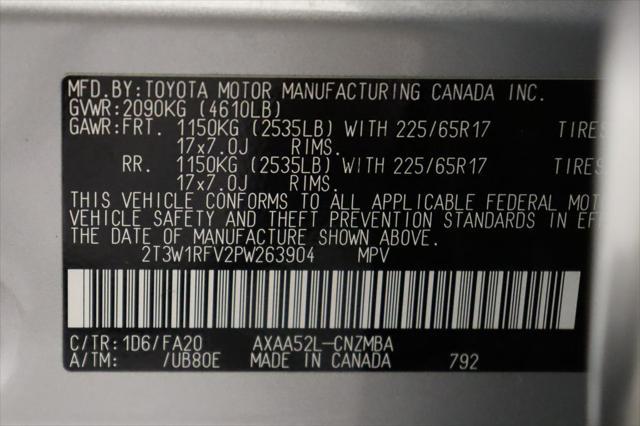 MFD.BY:TOYOTA MOTOR MANUFACTURING CANADA INC.
GVWR:2090KG (4610LB)
GAWR:FRT. 1150KG (2535LB) WITH 225/65R17 TIRES
17x7.0J RIMS.
RR. 1150KG (2535LB) WITH 225/65R17 TIRES
17x7.0J RIMS.
THIS VEHICLE CONFORMS TO ALL APPLICABLE FEDERAL MOT
VEHICLE SAFETY AND THEFT PREVENTION STANDARDS IN EFF
THE DATE OF MANUFACTURE SHOWN ABOVE.
2T3W1RFV2PW263904 MPV
C/TR:1D6/FA20 AXAA52L-CNZMBA
A/TM: /UB80E MADE IN CANADA 792